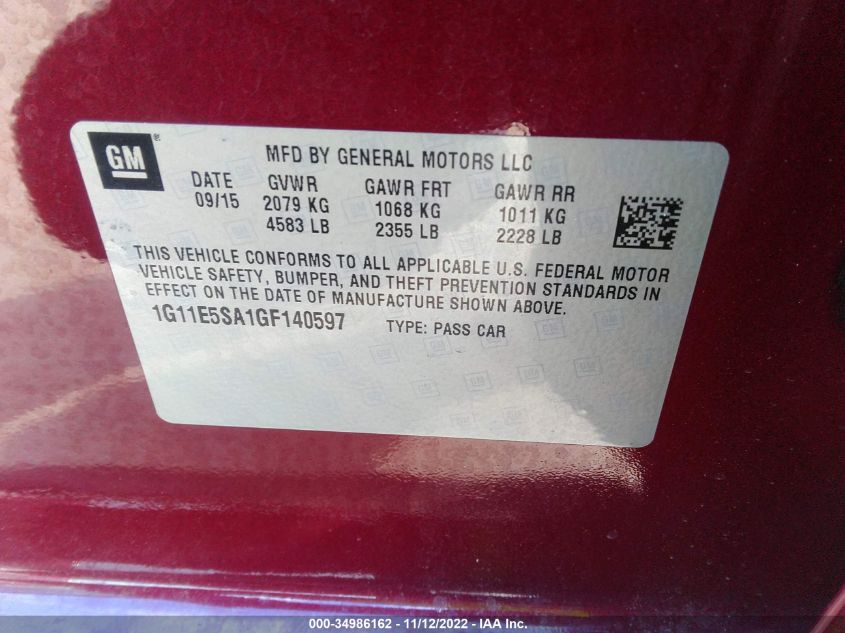 GM ® MFD BY GENERAL MOTORS LLC
DATE GVWR GAWR FRT GAWR RR
09/15 2079 KG 1068 KG 1011 KG
4583 LB 2355 LB 2228 LB
THIS VEHICLE CONFORMS TO ALL APPLICABLE U.S. FEDERAL MOTOR
VEHICLE SAFETY, BUMPER, AND THEFT PREVENTION STANDARDS IN
EFFECT ON THE DATE OF MANUFACTURE SHOWN ABOVE.
1G11E5SA1GF140597 TYPE: PASS CAR
000-34986162 - 11/12/2022 - IAA Inc.